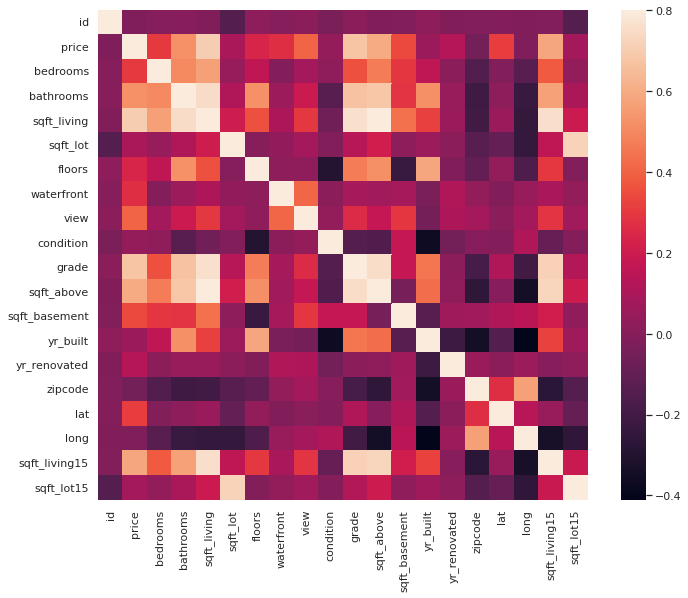 id
price
bedrooms
bathrooms
sqft_living
sqft_lot
floors
waterfront
view
condition
grade
sqft_above
sqft_basement
yr_built
yr_renovated
zipcode
lat
long
sqft_living15
sqft_lot15
id
price
bedrooms
bathrooms
sqft_living
sqft_lot
floors
waterfront
view
condition
grade
sqft_above
sqft_basement
yr_built
yr_renovated
zipcode
lat
long
sqft_living15
sqft_lot15
0.8
0.6
0.4
0.2
0.0
−0.2
−0.4